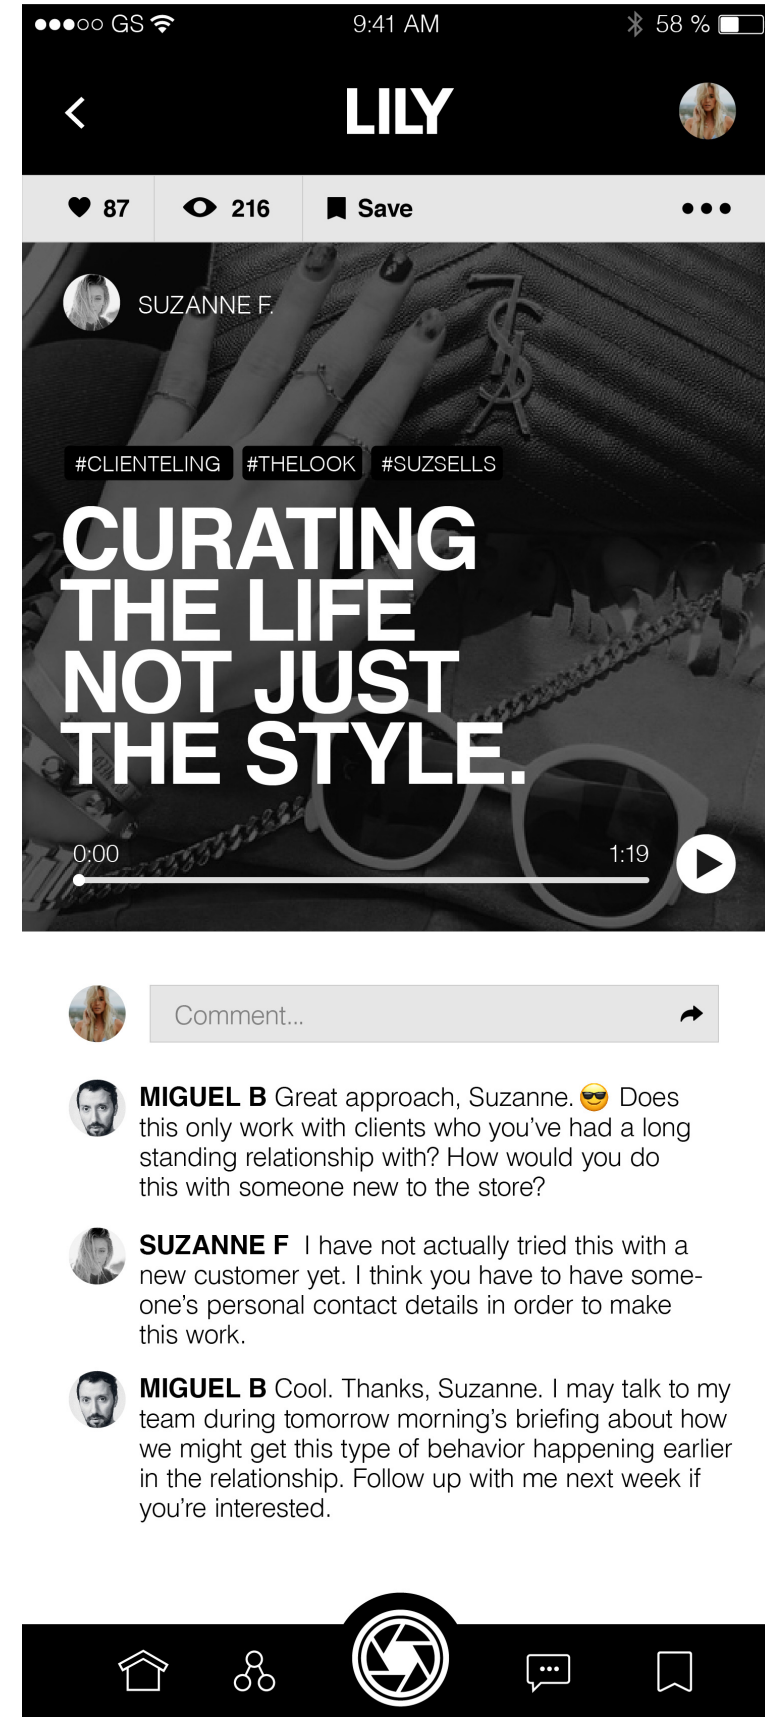 GS
9:41 AM
58 %
LILY
87
216
Save
SUZANNE F.
YSL
#CLIENTELING
#THELOOK
#SUZSELLS
CURATING
THE LIFE
NOT JUST
THE STYLE.
0:00
1:19
Comment...
MIGUEL B Great approach, Suzanne. 😎 Does
this only work with clients who you’ve had a long
standing relationship with? How would you do
this with someone new to the store?
SUZANNE F I have not actually tried this with a
new customer yet. I think you have to have some-
one’s personal contact details in order to make
this work.
MIGUEL B Cool. Thanks, Suzanne. I may talk to my
team during tomorrow morning’s briefing about how
we might get this type of behavior happening earlier
in the relationship. Follow up with me next week if
you’re interested.